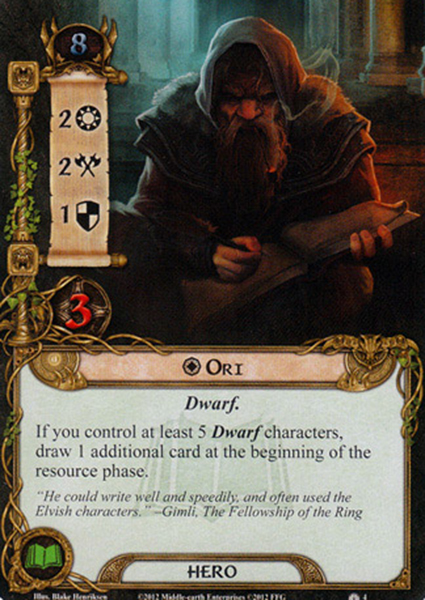 8
2
2
1
3
ORI
Dwarf.
If you control at least 5 Dwarf characters,
draw 1 additional card at the beginning of the
resource phase.
“He could write well and speedily, and often used the
Elvish characters.” –Gimli, The Fellowship of the Ring
HERO
Illus. Blake Henriksen ©2012 Middle-earth Enterprises ©2012 FFG 4